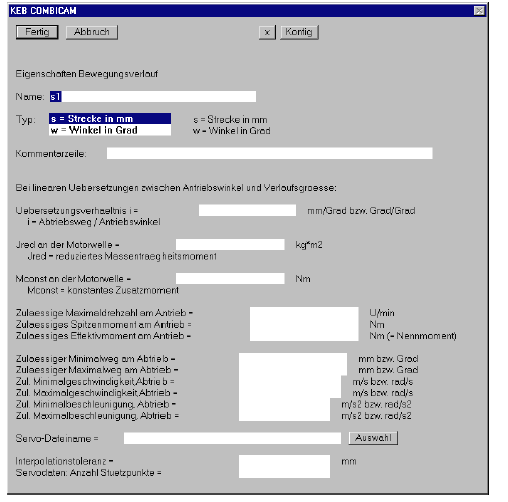 KEB COMBICAM
Fertig Abbruch x Konfig
Eigenschaften Bewegungsverlauf
Name: s1
Typ: s = Strecke in mm s = Strecke in mm
w = Winkel in Grad w = Winkel in Grad
Kommentarzeile:
Bei linearen Uebersetzungen zwischen Antriebswinkel und Verlaufsgroesse:
Uebersetzungsverhaeltnis i = mm/Grad bzw. Grad/Grad
i = Abtriebsweg / Antriebswinkel
Jred an der Motorwelle = kg*m2
Jred = reduziertes Massentraegheitsmoment
Mconst an der Motorwelle = Nm
Mconst = konstantes Zusatzmoment
Zulaessige Maximaldrehzahl am Antrieb = U/min
Zulaessiges Spitzenmoment am Antrieb = Nm
Zulaessiges Effektivmoment am Antrieb = Nm (= Nennmoment)
Zulaessiger Minimalweg am Abtrieb = mm bzw. Grad
Zulaessiger Maximalweg am Abtrieb = mm bzw. Grad
Zul. Minimalgeschwindigkeit,Abtrieb = m/s bzw. rad/s
Zul. Maximalgeschwindigkeit,Abtrieb = m/s bzw. rad/s
Zul. Minimalbeschleunigung, Abtrieb = m/s2 bzw. rad/s2
Zul. Maximalbeschleunigung, Abtrieb = m/s2 bzw. rad/s2
Servo-Dateiname = Auswahl
Interpolationstoleranz = mm
Servodaten: Anzahl Stuetzpunkte =